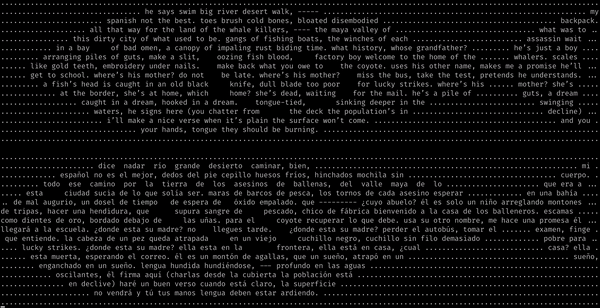 he says swim big river desert walk, ----- my
spanish not the best. toes brush cold bones, bloated disembodied backpack.
all that way for the land of the whale killers, ---- the maya valley of what was to ..
this dirty city of what used to be. gangs of fishing boats, the winches of each assassin wait ..
in a bay of bad omen, a canopy of impaling rust biding time. what history, whose grandfather? he's just a boy ....
arranging piles of guts, make a slit, oozing fish blood, factory boy welcome to the home of the whalers. scales ...
like gold teeth, embroidery under nails. make back what you owe to the coyote. uses his other name, makes me a promise he'll ...
get to school. where's his mother? do not be late. where's his mother? miss the bus, take the test, pretends he understands. ...
a fish's head is caught in an old black knife, dull blade too poor for lucky strikes. where's his mother? she's ..
at the border, she's at home, which home? she's dead, waiting for the mail. he's a pile of guts, a dream ....
caught in a dream, hooked in a dream. tongue-tied, sinking deeper in the swinging
waters, he signs here (you chatter from the deck the population's in decline)
i'll make a nice verse when it's plain the surface won't come. and you
your hands, tongue they should be burning.
dice nadar río grande desierto caminar, bien, mi
español no es el mejor, dedos del pie cepillo huesos fríos, hinchados mochila sin cuerpo.
todo ese camino por la tierra de los asesinos de ballenas, del valle maya de lo que era a
esta ciudad sucia de lo que solía ser. maras de barcos de pesca, los tornos de cada asesino esperar en una bahía
de mal augurio, un dosel de tiempo de espera de óxido empalado. que --------- ¿cuyo abuelo? él es solo un niño arreglando montones
de tripas, hacer una hendidura, que supura sangre de pescado, chico de fábrica bienvenido a la casa de los balleneros. escamas
como dientes de oro, bordado debajo de las uñas. para el coyote recuperar lo que debe. usa su otro nombre, me hace una promesa él
llegará a la escuela. ¿donde esta su madre? no llegues tarde. ¿donde esta su madre? perder el autobús, tomar el examen, finge
que entiende. la cabeza de un pez queda atrapada en un viejo cuchillo negro, cuchillo sin filo demasiado pobre para
lucky strikes. ¿donde esta su madre? ella esta en la frontera, ella está en casa, ¿cual casa? ella .
esta muerta, esperando el correo. él es un montón de agallas, que un sueño, atrapó en un sueño,
enganchado en un sueño. lengua hundida hundiéndose, --- profundo en las aguas
oscilantes, él firma aquí (charlas desde la cubierta la población está
en declive) haré un buen verso cuando está claro, la superficie
no vendrá y tú tus manos lengua deben estar ardiendo.